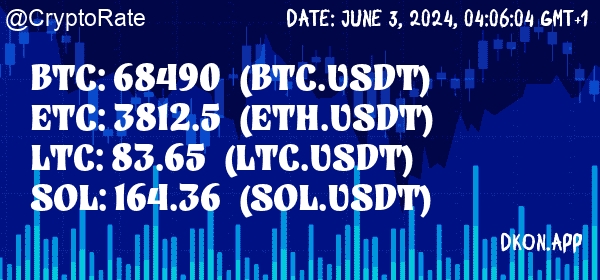 @CryptoRate
DATE: JUNE 3, 2024, 04:06:04 GMT+1
BTC: 68490 (BTC.USDT)
ETC: 3812.5 (ETH.USDT)
LTC: 83.65 (LTC.USDT)
SOL: 164.36 (SOL.USDT)
DKON.APP